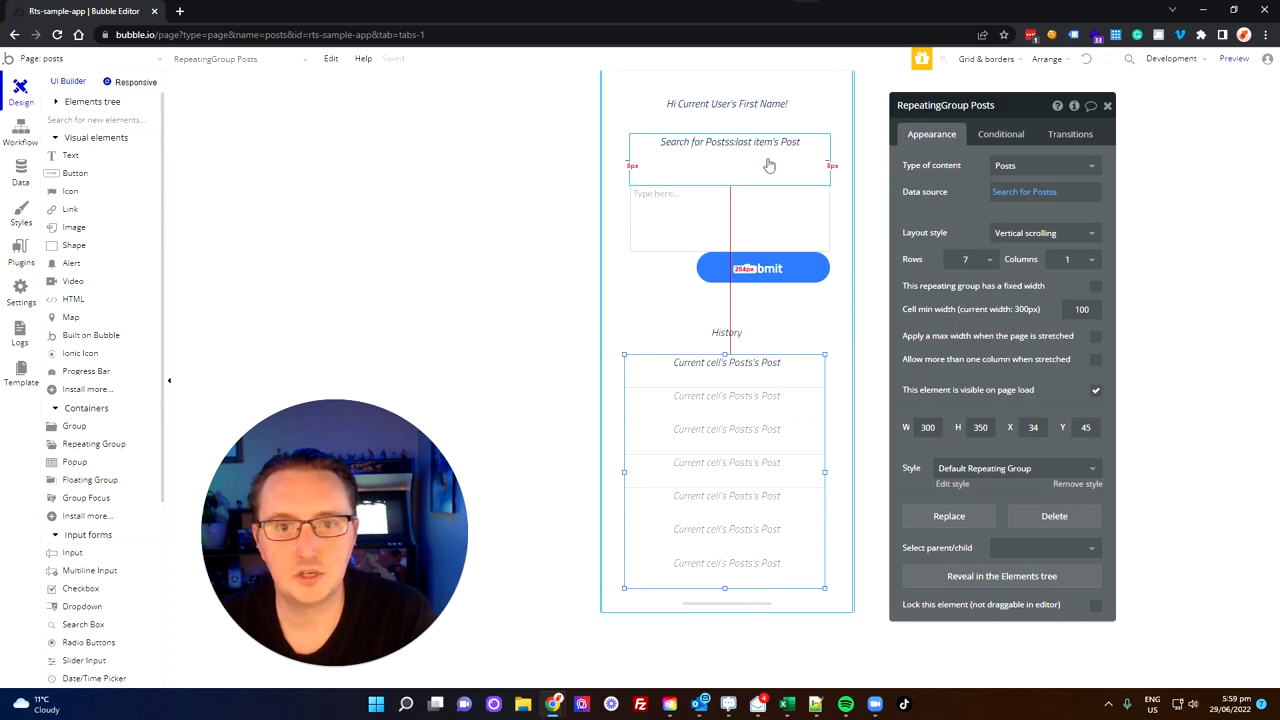 Rts-sample-app | Bubble Editor
bubble.io/page?type=page&name=posts&id=rts-sample-app&tab=tabs-1
Page: posts
RepeatingGroup Posts
Edit
Help
Saved
Grid & borders
Arrange
Development
Preview
Design
Workflow
Data
Styles
Plugins
Settings
Logs
Template
UI Builder
Responsive
Elements tree
Search for new elements...
Visual elements
Text
Button
Icon
Link
Image
Shape
Alert
Video
HTML
Map
Built on Bubble
Ionic Icon
Progress Bar
Install more...
Containers
Group
Repeating Group
Popup
Floating Group
Group Focus
Install more...
Input forms
Input
Multiline Input
Checkbox
Dropdown
Search Box
Radio Buttons
Slider Input
Date/Time Picker
Hi Current User's First Name!
Search for Postss:last item's Post
8px
8px
Type here...
254px
History
Current cell's Posts's Post
Current cell's Posts's Post
Current cell's Posts's Post
Current cell's Posts's Post
Current cell's Posts's Post
Current cell's Posts's Post
Current cell's Posts's Post
RepeatingGroup Posts
Appearance
Conditional
Transitions
Type of content
Posts
Data source
Search for Postss
Layout style
Vertical scrolling
Rows
7
Columns
1
This repeating group has a fixed width
Cell min width (current width: 300px)
100
Apply a max width when the page is stretched
Allow more than one column when stretched
This element is visible on page load
W
300
H
350
X
34
Y
45
Style
Default Repeating Group
Edit style
Remove style
Replace
Delete
Select parent/child
Reveal in the Elements tree
Lock this element (not draggable in editor)
11°C
Cloudy
ENG
US
5:59 pm
29/06/2022